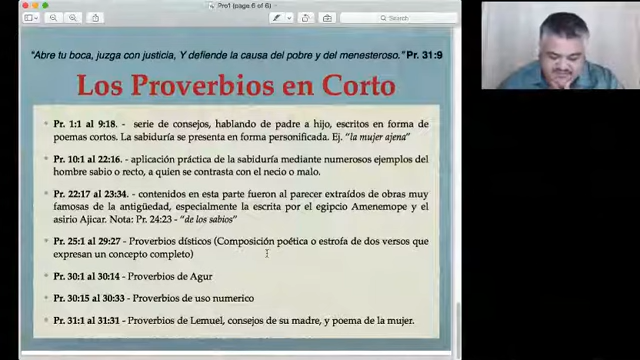 Pro1 (page 6 of 6)
Search
"Abre tu boca, juzga con justicia, Y defiende la causa del pobre y del menesteroso." Pr. 31:9
Los Proverbios en Corto
Pr. 1:1 al 9:18. - serie de consejos, hablando de padre a hijo, escritos en forma de
poemas cortos. La sabiduría se presenta en forma personificada. Ej. "la mujer ajena"
Pr. 10:1 al 22:16. - aplicación práctica de la sabiduría mediante numerosos ejemplos del
hombre sabio o recto, a quien se contrasta con el necio o malo.
Pr. 22:17 al 23:34. - contenidos en esta parte fueron al parecer extraídos de obras muy
famosas de la antigüedad, especialmente la escrita por el egipcio Amenemope y el
asirio Ajicar. Nota: Pr. 24:23 - "de los sabios"
Pr. 25:1 al 29:27 - Proverbios dísticos (Composición poética o estrofa de dos versos que
expresan un concepto completo)
Pr. 30:1 al 30:14 - Proverbios de Agur
Pr. 30:15 al 30:33 - Proverbios de uso numerico
Pr. 31:1 al 31:31 - Proverbios de Lemuel, consejos de su madre, y poema de la mujer.